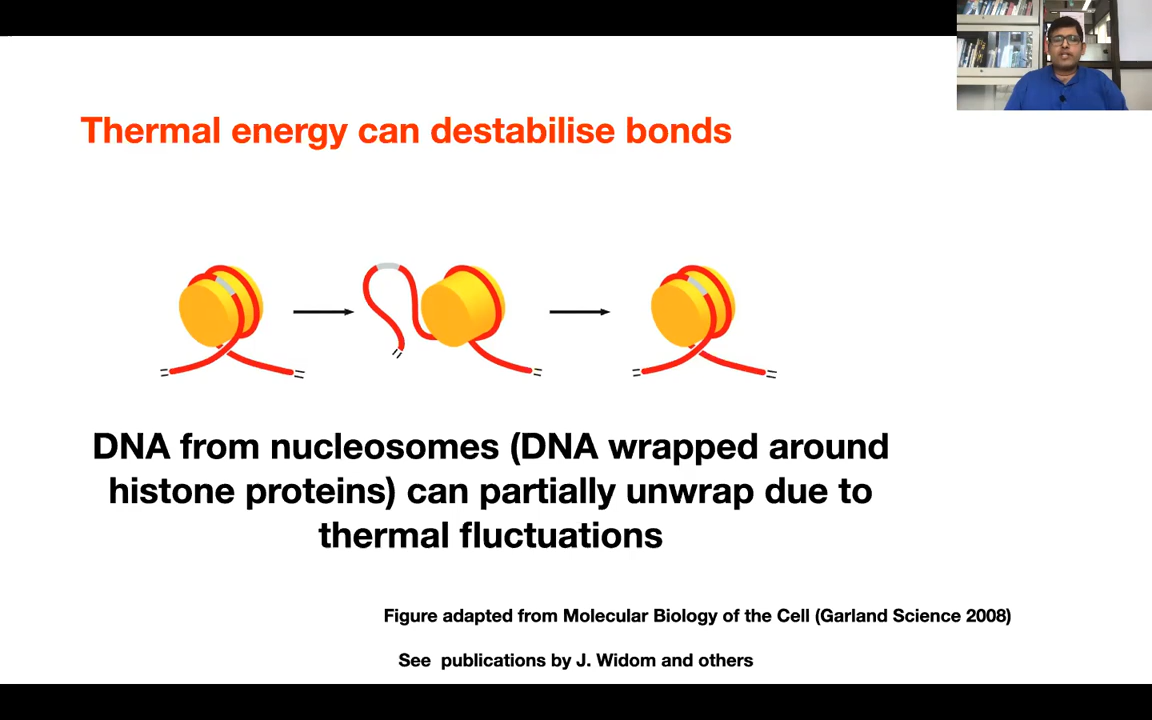 Thermal energy can destabilise bonds
DNA from nucleosomes (DNA wrapped around
histone proteins) can partially unwrap due to
thermal fluctuations
Figure adapted from Molecular Biology of the Cell (Garland Science 2008)
See publications by J. Widom and others